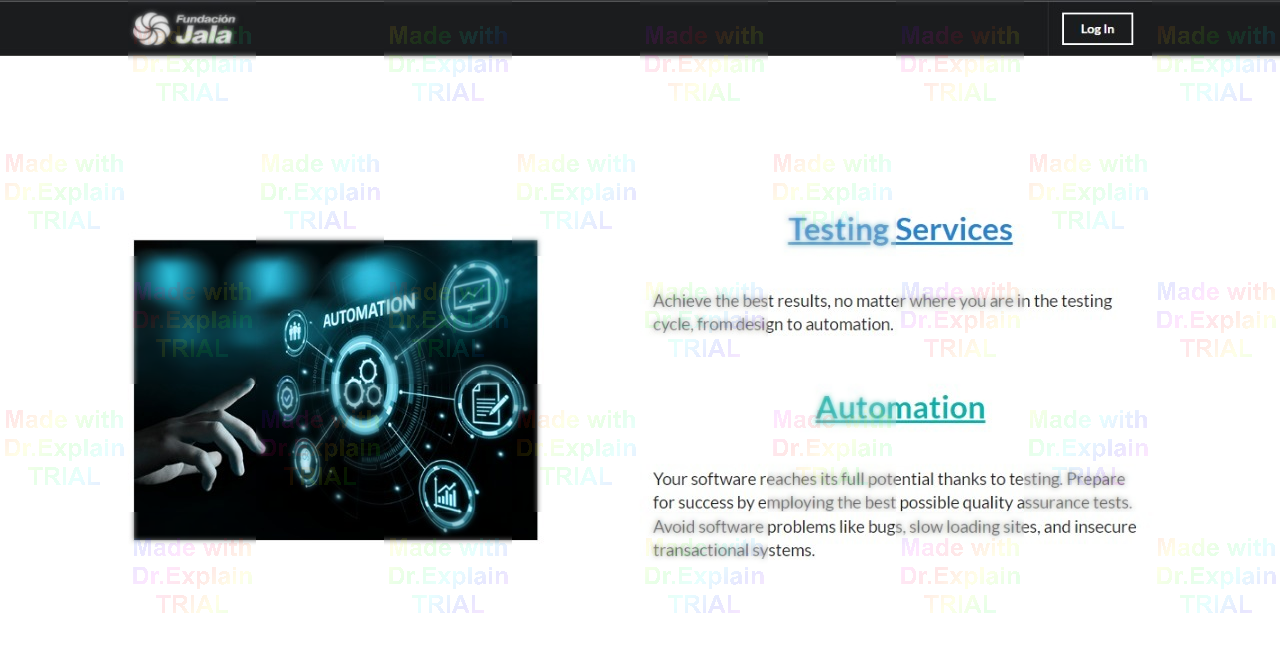 Fundación
Jala
Log In
Testing Services
Achieve the best results, no matter where you are in the testing
cycle, from design to automation.
AUTOMATION
Automation
Your software reaches its full potential thanks to testing. Prepare
for success by employing the best possible quality assurance tests.
Avoid software problems like bugs, slow loading sites, and insecure
transactional systems.
Made with
Dr.Explain
TRIAL